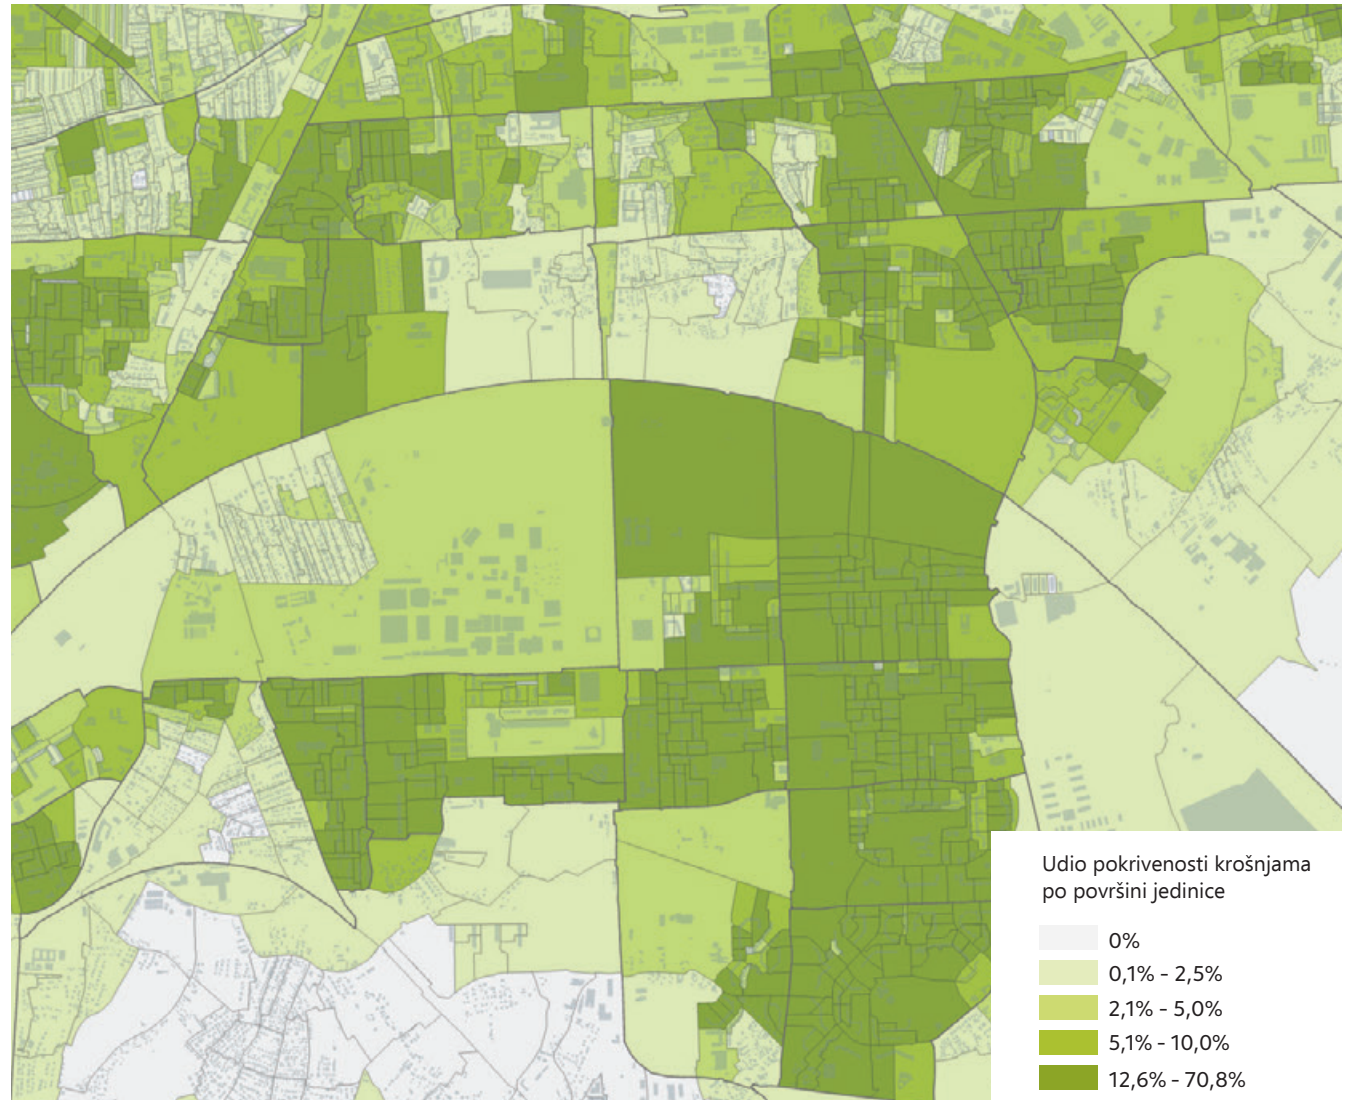 Udio pokrivenosti krošnjama
po površini jedinice
0%
0,1% - 2,5%
2,1% - 5,0%
5,1% - 10,0%
12,6% - 70,8%